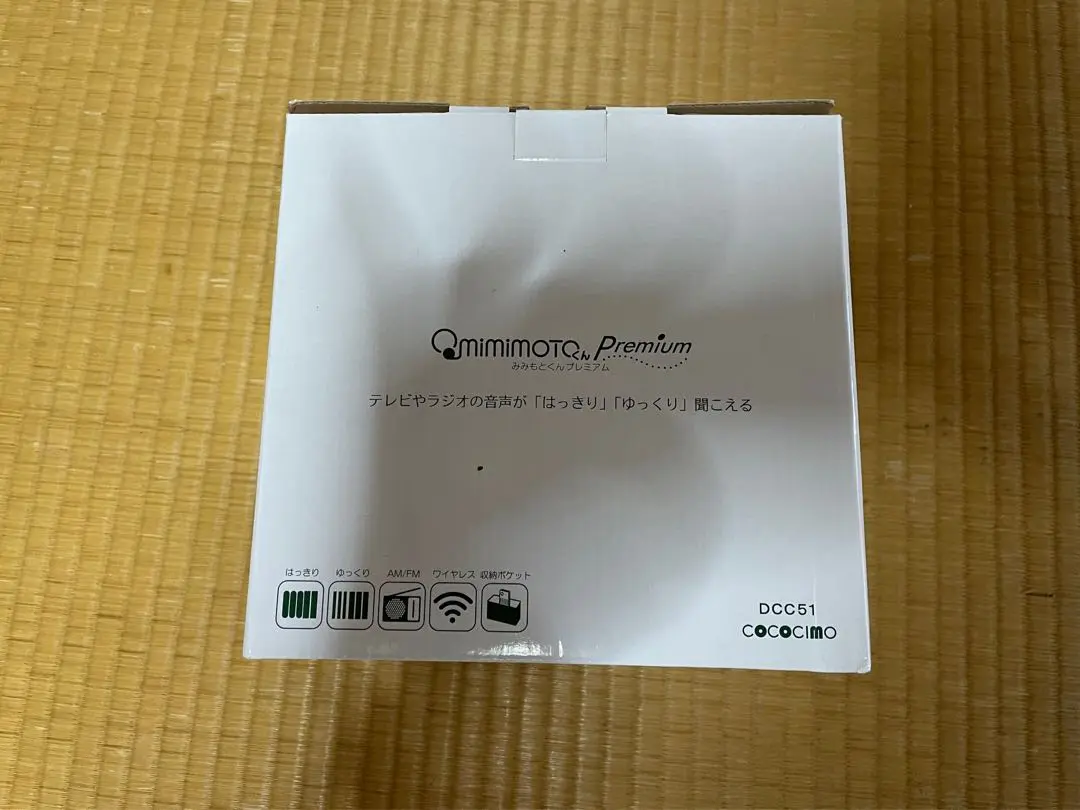 mimimotoくん Premium
みみもとくんプレミアム
テレビやラジオの音声が「はっきり」「ゆっくり」聞こえる
はっきり ゆっくり AM/FM ワイヤレス 収納ポケット
DCC51
COCOCIMO